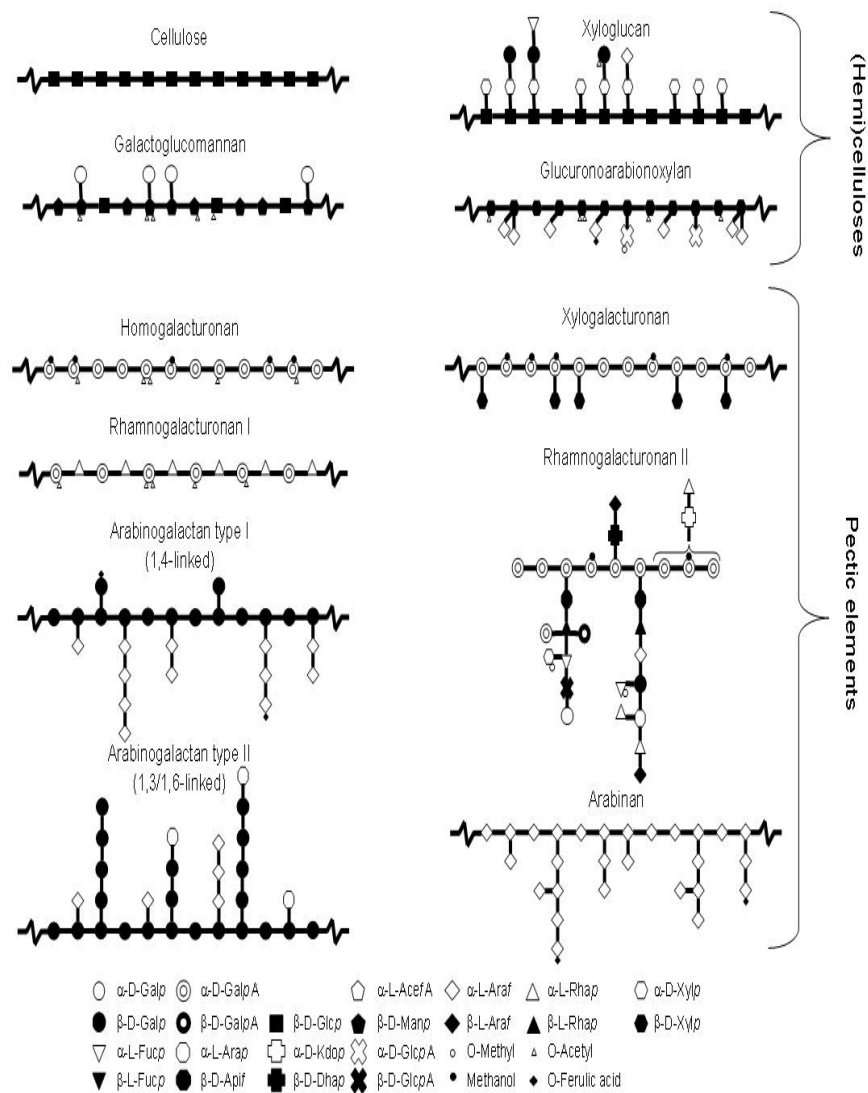 Cellulose
Xyloglucan
Galactoglucomannan
Glucuronoarabionoxylan
(Hemi)celluloses
Homogalacturonan
Xylogalacturonan
Rhamnogalacturonan I
Rhamnogalacturonan II
Arabinogalactan type I
(1,4-linked)
Arabinogalactan type II
(1,3/1,6-linked)
Arabinan
Pectic elements
α-D-Galp α-D-GalpA α-L-AcefA α-L-Araf α-L-Rhap α-D-Xylp
β-D-Galp β-D-GalpA β-D-Glcp β-D-Manp β-L-Araf β-L-Rhap β-D-Xylp
α-L-Fucp α-L-Arap α-D-Kdop α-D-GlcpA O-Methyl O-Acetyl
β-L-Fucp β-D-Apif β-D-Dhap β-D-GlcpA Methanol O-Ferulic acid